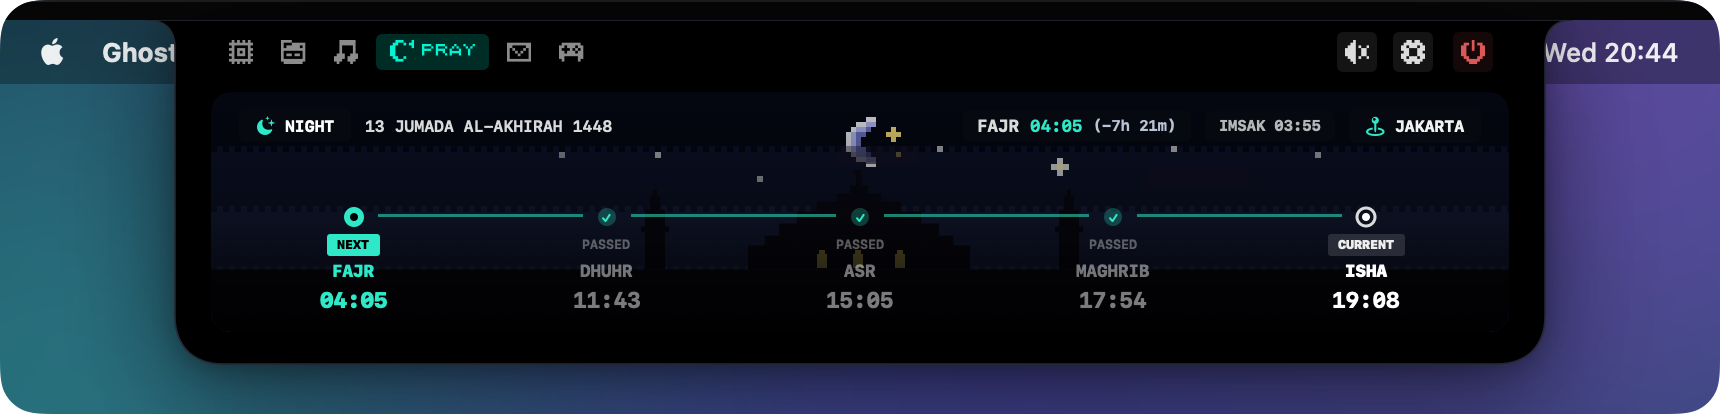 Ghost
PRAY
Wed 20:44
NIGHT
13 JUMADA AL-AKHIRAH 1448
FAJR 04:05 (-7h 21m)
IMSAK 03:55
JAKARTA
NEXT
FAJR
04:05
PASSED
DHUHR
11:43
PASSED
ASR
15:05
PASSED
MAGHRIB
17:54
CURRENT
ISHA
19:08